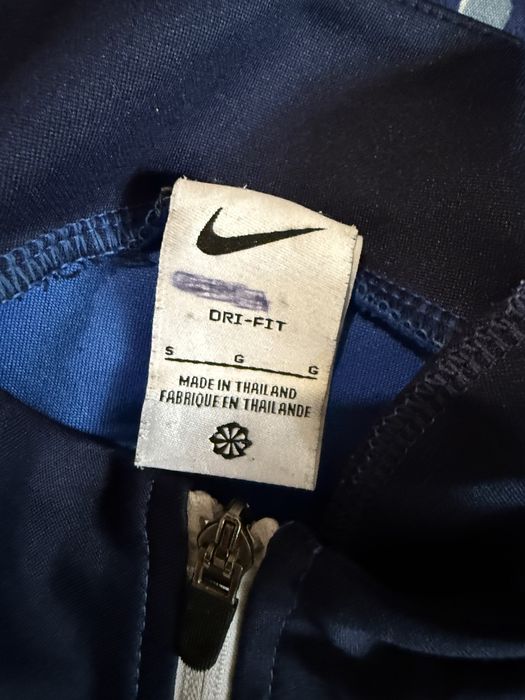 DRI-FIT
S G G
MADE IN THAILAND
FABRIQUE EN THAILANDE